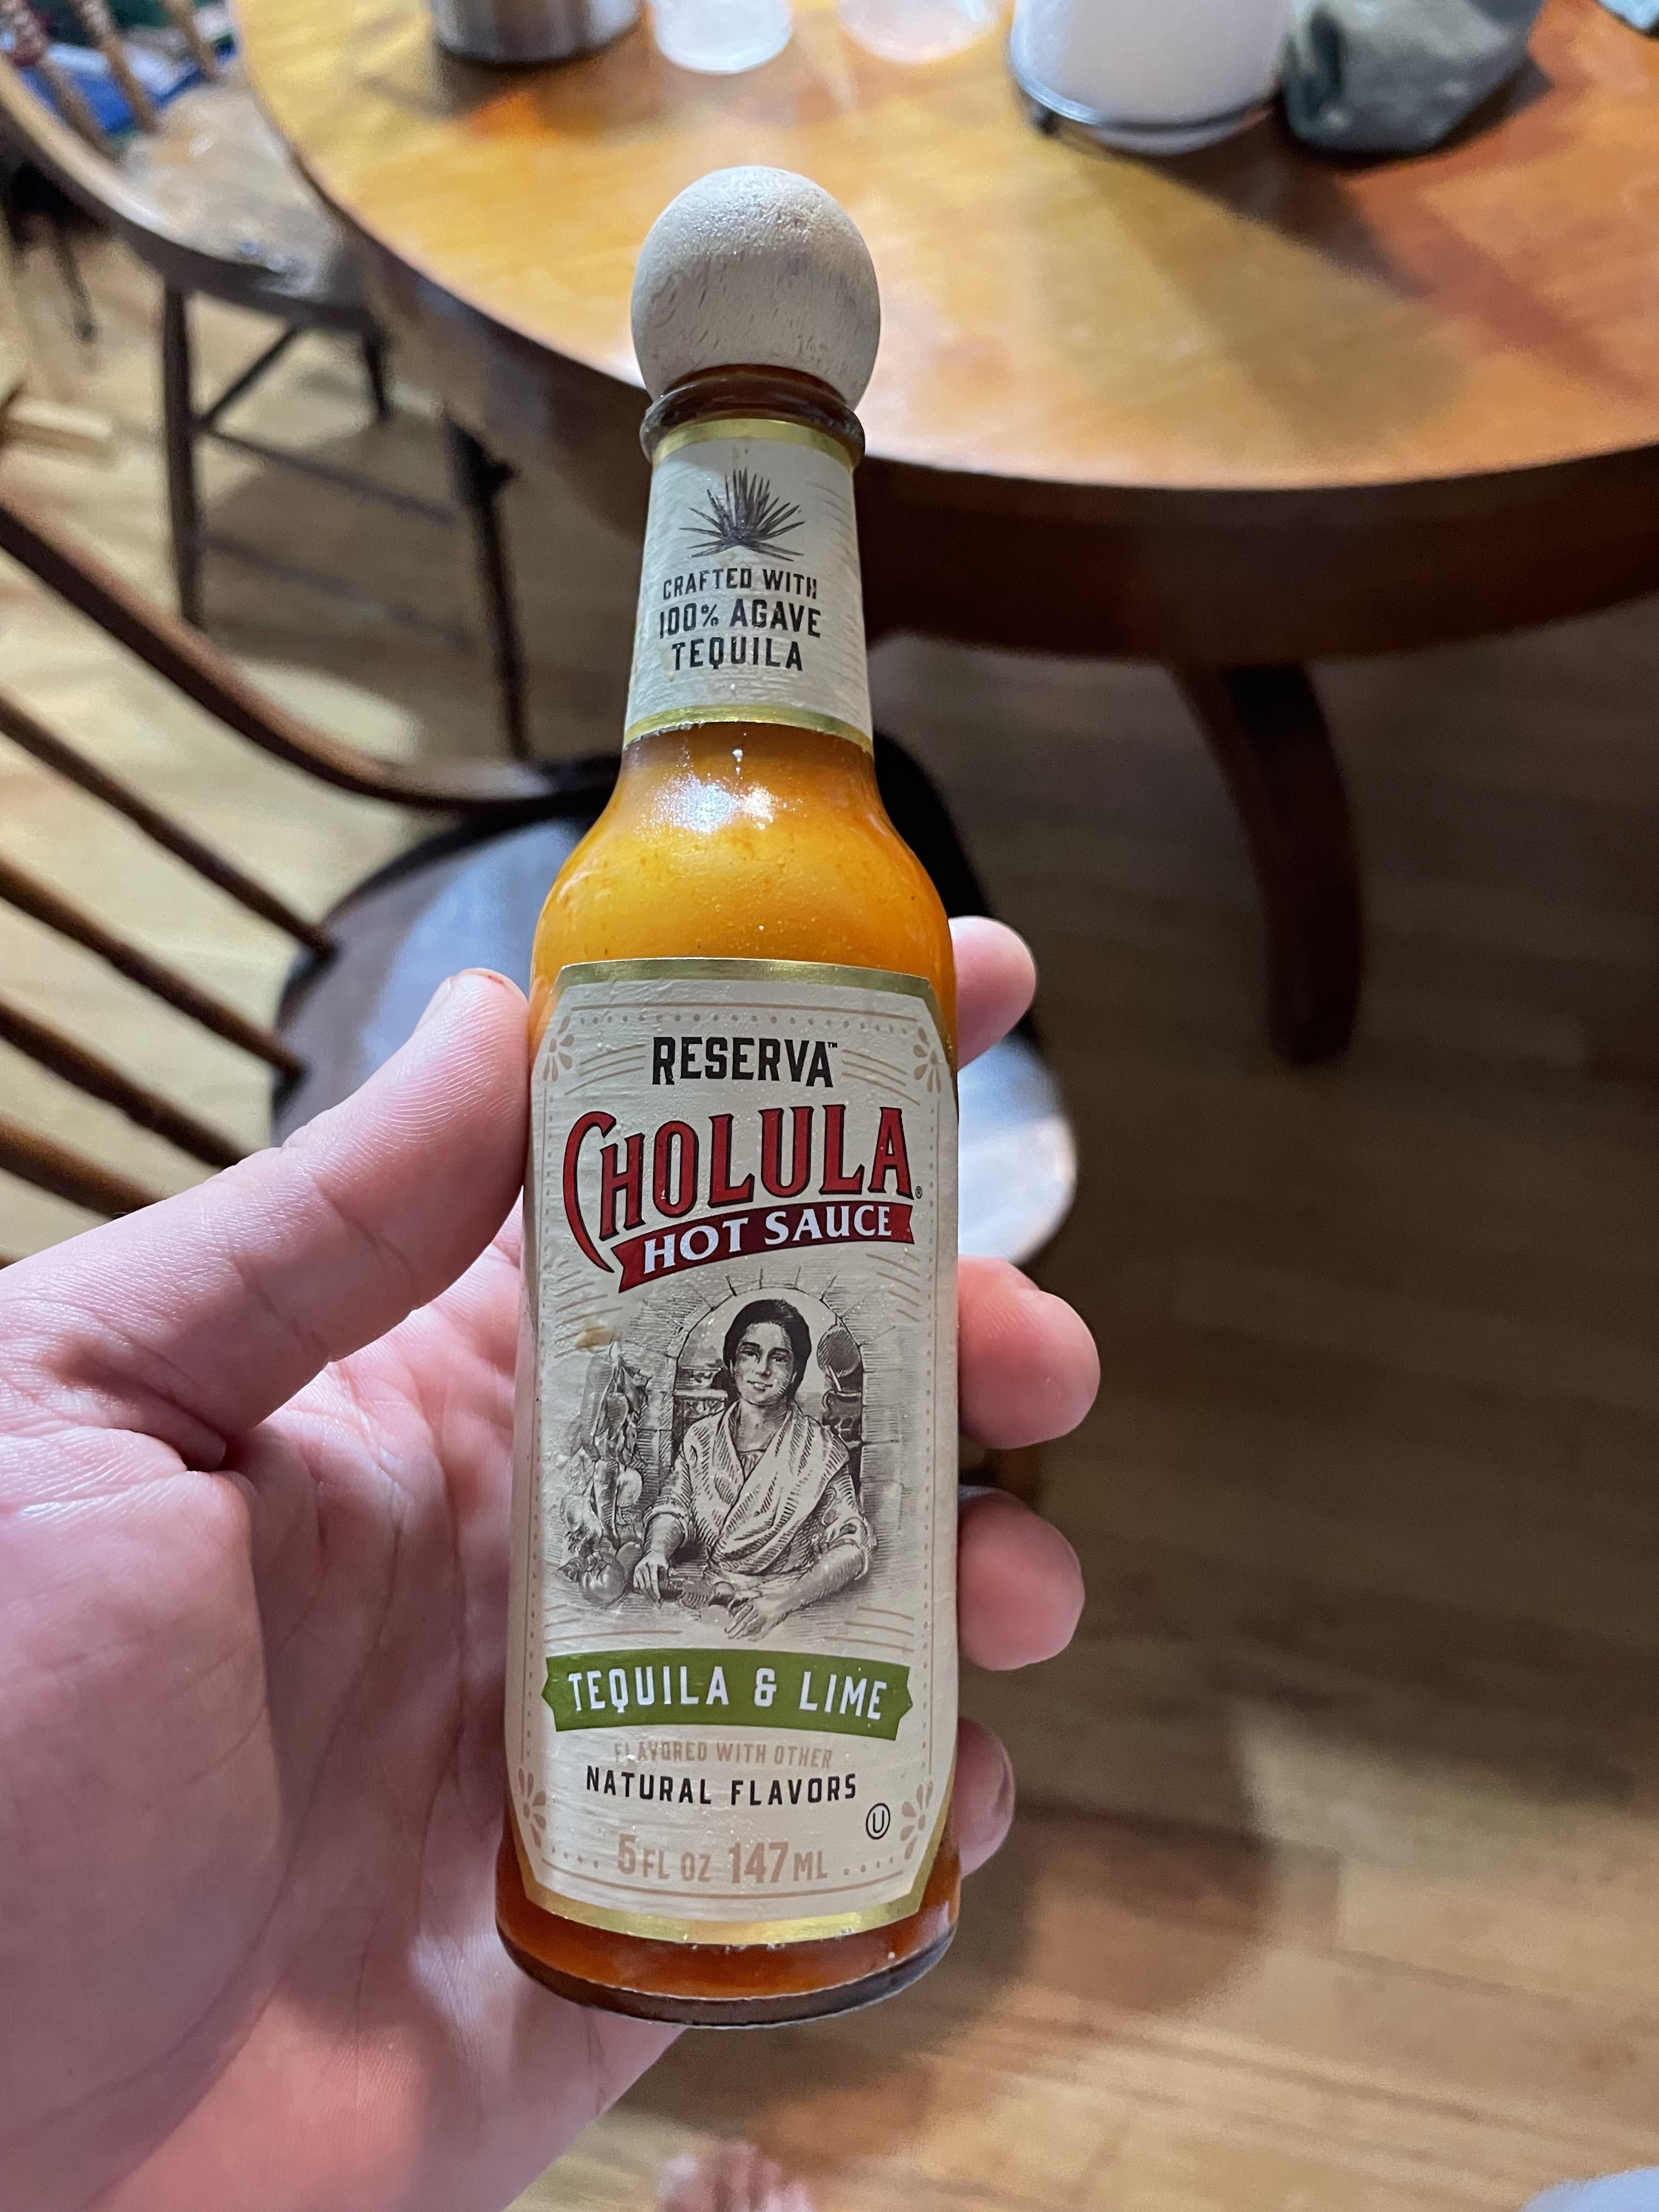 CRAFTED WITH
100% AGAVE
TEQUILA
RESERVA™
CHOLULA®
HOT SAUCE
TEQUILA & LIME
FLAVORED WITH OTHER
NATURAL FLAVORS
U
5 FL OZ 147 ML